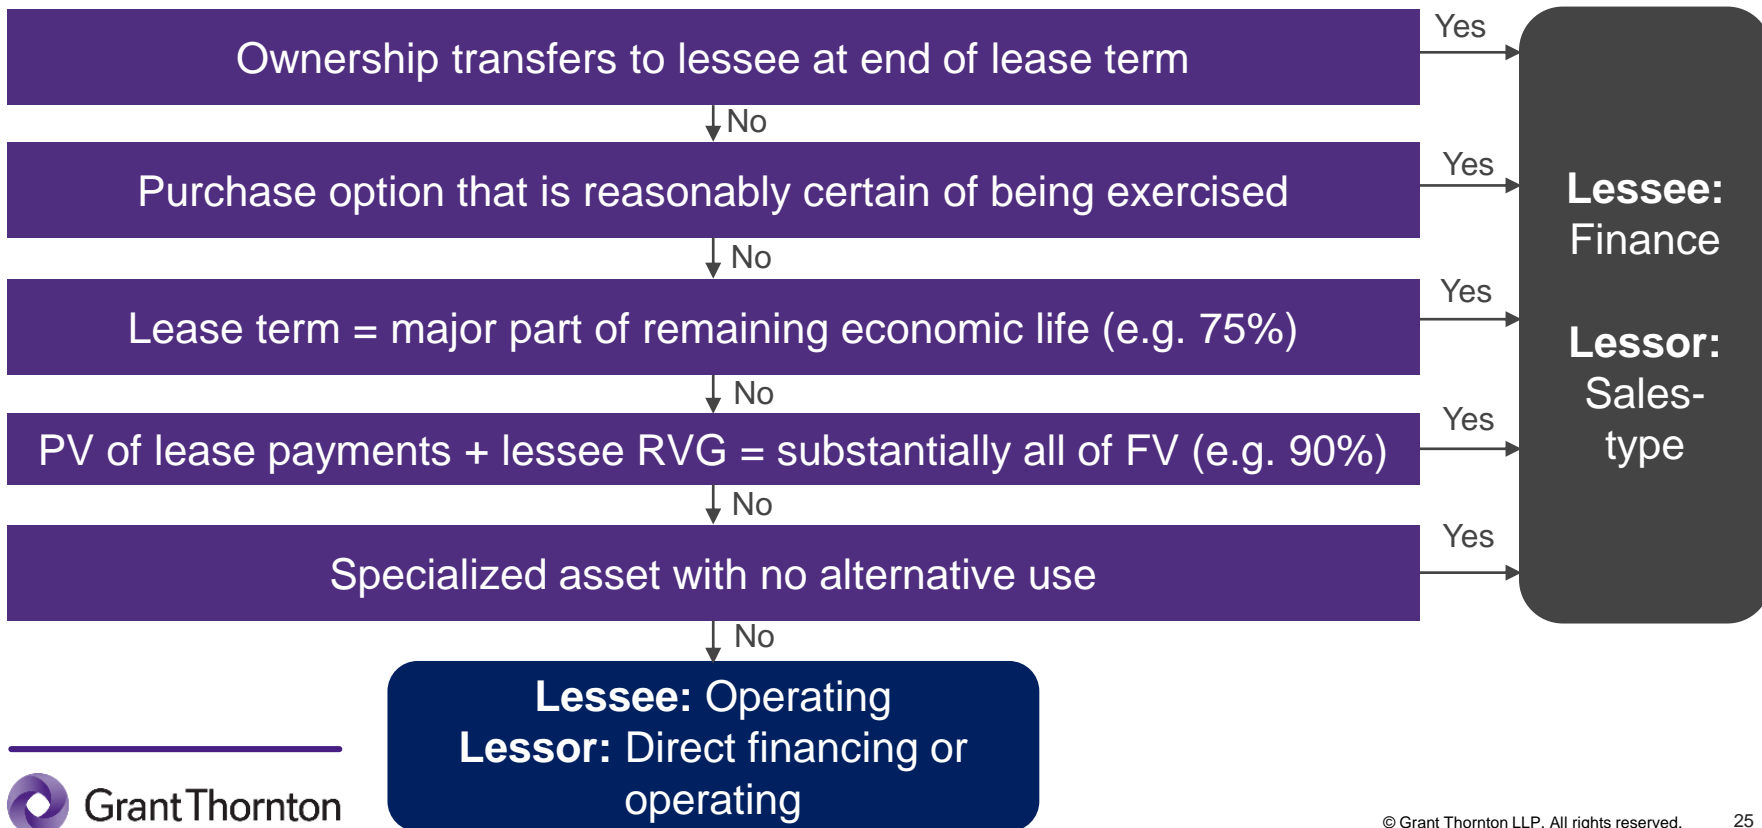 Ownership transfers to lessee at end of lease term
Yes
No
Purchase option that is reasonably certain of being exercised
Yes
No
Lease term = major part of remaining economic life (e.g. 75%)
Yes
No
PV of lease payments + lessee RVG = substantially all of FV (e.g. 90%)
Yes
No
Specialized asset with no alternative use
Yes
No
Lessee:
Finance
Lessor:
Sales-
type
Lessee: Operating
Lessor: Direct financing or
operating
Grant Thornton
© Grant Thornton LLP. All rights reserved. 25